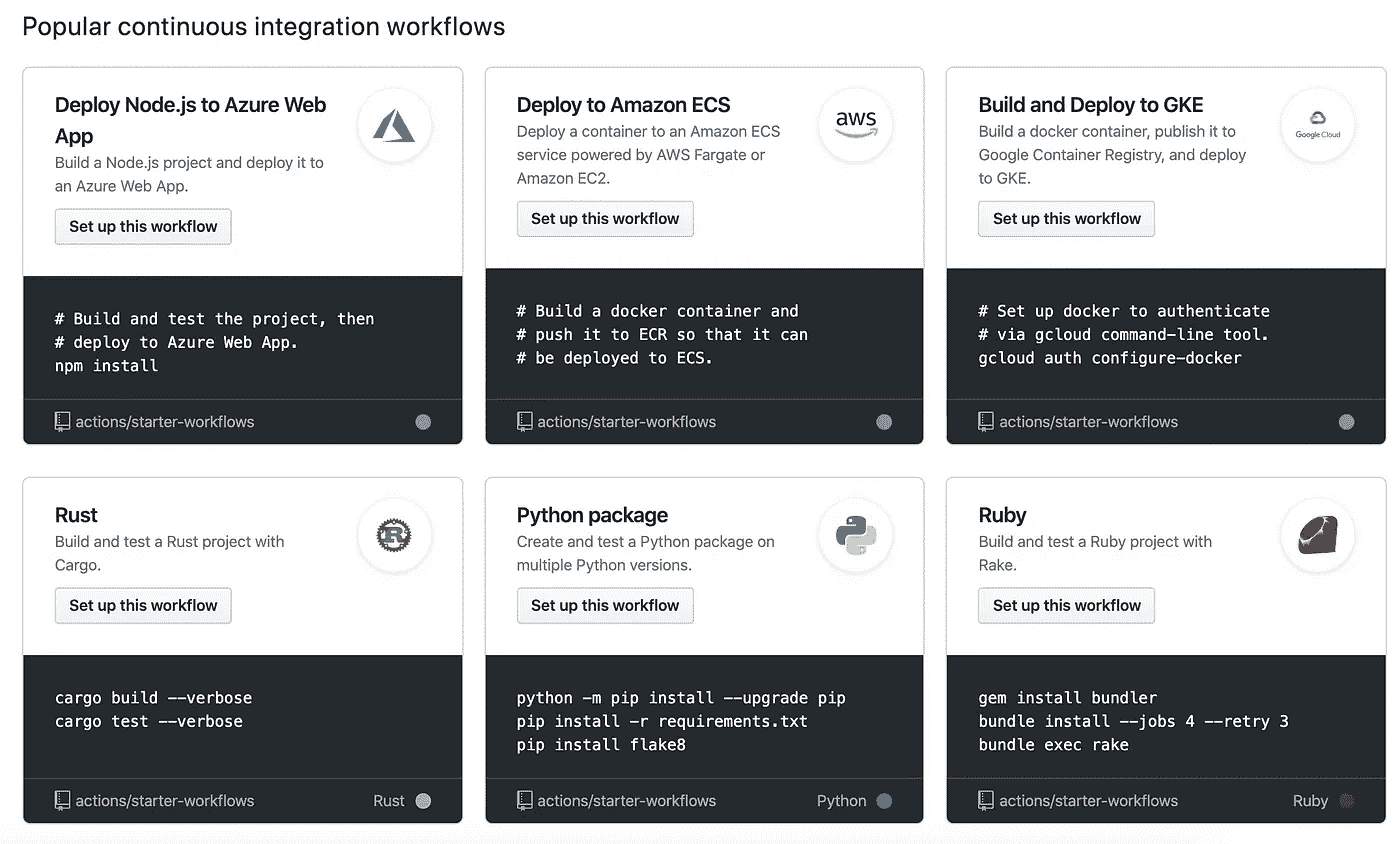 Popular continuous integration workflows
Deploy Node.js to Azure Web
App
Build a Node.js project and deploy it to
an Azure Web App.
Set up this workflow
# Build and test the project, then
# deploy to Azure Web App.
npm install
actions/starter-workflows
Deploy to Amazon ECS
aws
Deploy a container to an Amazon ECS
service powered by AWS Fargate or
Amazon EC2.
Set up this workflow
# Build a docker container and
# push it to ECR so that it can
# be deployed to ECS.
actions/starter-workflows
Build and Deploy to GKE
Google Cloud
Build a docker container, publish it to
Google Container Registry, and deploy
to GKE.
Set up this workflow
# Set up docker to authenticate
# via gcloud command-line tool.
gcloud auth configure-docker
actions/starter-workflows
Rust
R
Build and test a Rust project with
Cargo.
Set up this workflow
cargo build --verbose
cargo test --verbose
actions/starter-workflows
Rust
Python package
Create and test a Python package on
multiple Python versions.
Set up this workflow
python -m pip install --upgrade pip
pip install -r requirements.txt
pip install flake8
actions/starter-workflows
Python
Ruby
Build and test a Ruby project with
Rake.
Set up this workflow
gem install bundler
bundle install --jobs 4 --retry 3
bundle exec rake
actions/starter-workflows
Ruby